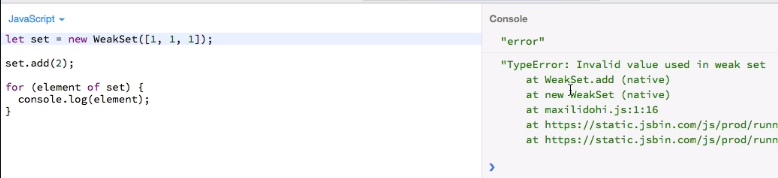 JavaScript
let set = new WeakSet([1, 1, 1]);
set.add(2);
for (element of set) {
console.log(element);
}
Console
"error"
"TypeError: Invalid value used in weak set
at WeakSet.add (native)
at new WeakSet (native)
at maxilidohi.js:1:16
at https://static.jsbin.com/js/prod/runn
at https://static.jsbin.com/js/prod/runn